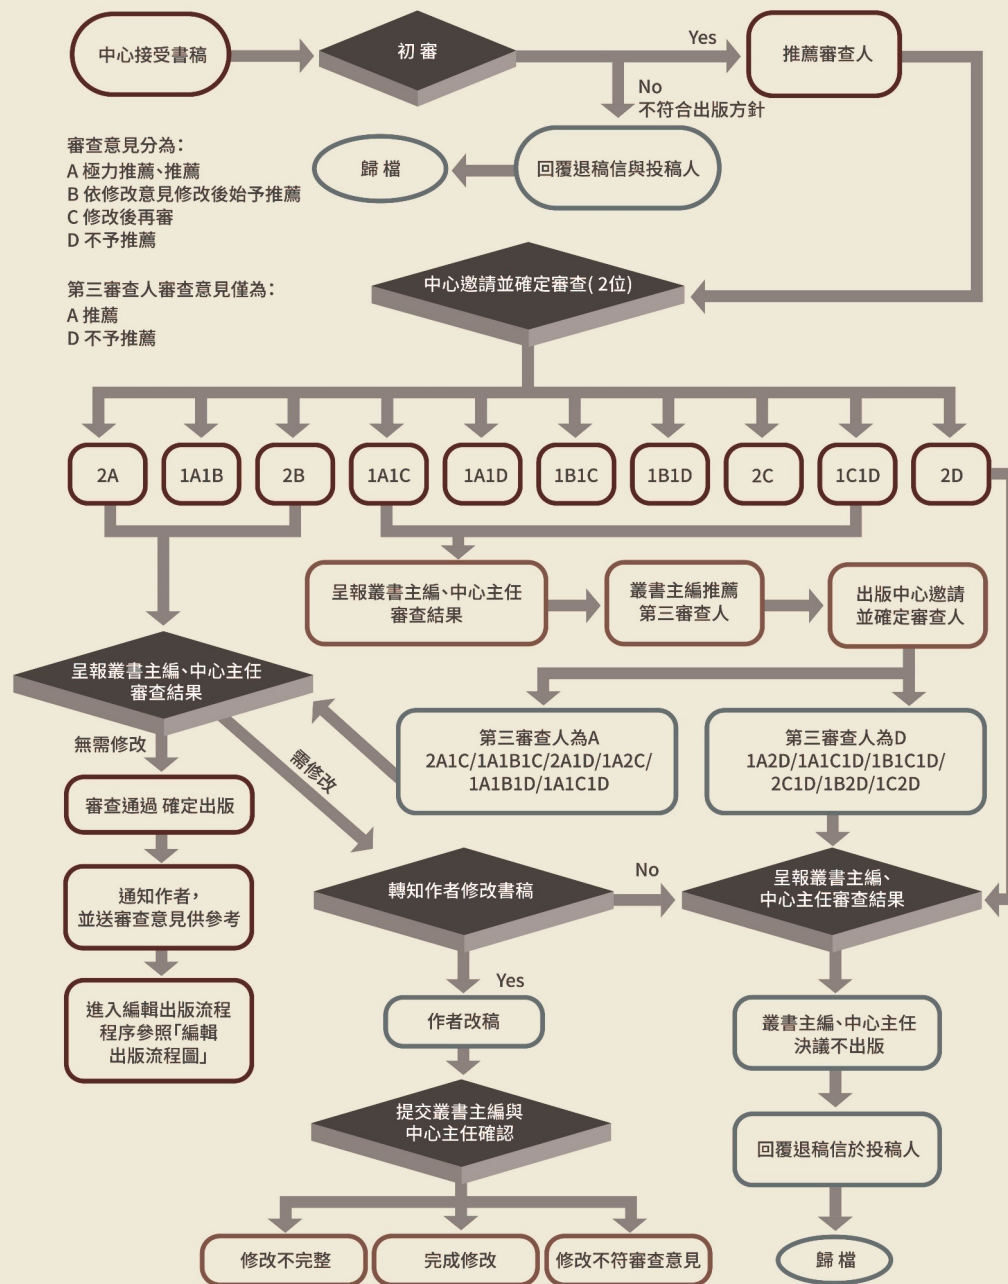 中心接受書稿
初 審
Yes
推薦審查人
No
不符合出版方針
審查意見分為：
A 極力推薦、推薦
B 依修改意見修改後始予推薦
C 修改後再審
D 不予推薦
歸 檔
回覆退稿信與投稿人
第三審查人審查意見僅為：
A 推薦
D 不予推薦
中心邀請並確定審查( 2位)
2A
1A1B
2B
1A1C
1A1D
1B1C
1B1D
2C
1C1D
2D
呈報叢書主編、中心主任
審查結果
叢書主編推薦
第三審查人
出版中心邀請
並確定審查人
呈報叢書主編、中心主任
審查結果
無需修改
需修改
第三審查人為A
2A1C/1A1B1C/2A1D/1A2C/
1A1B1D/1A1C1D
第三審查人為D
1A2D/1A1C1D/1B1C1D/
2C1D/1B2D/1C2D
審查通過 確定出版
通知作者，
並送審查意見供參考
進入編輯出版流程
程序參照「編輯
出版流程圖」
轉知作者修改書稿
No
呈報叢書主編、
中心主任審查結果
Yes
作者改稿
叢書主編、中心主任
決議不出版
提交叢書主編與
中心主任確認
回覆退稿信於投稿人
修改不完整
完成修改
修改不符審查意見
歸 檔